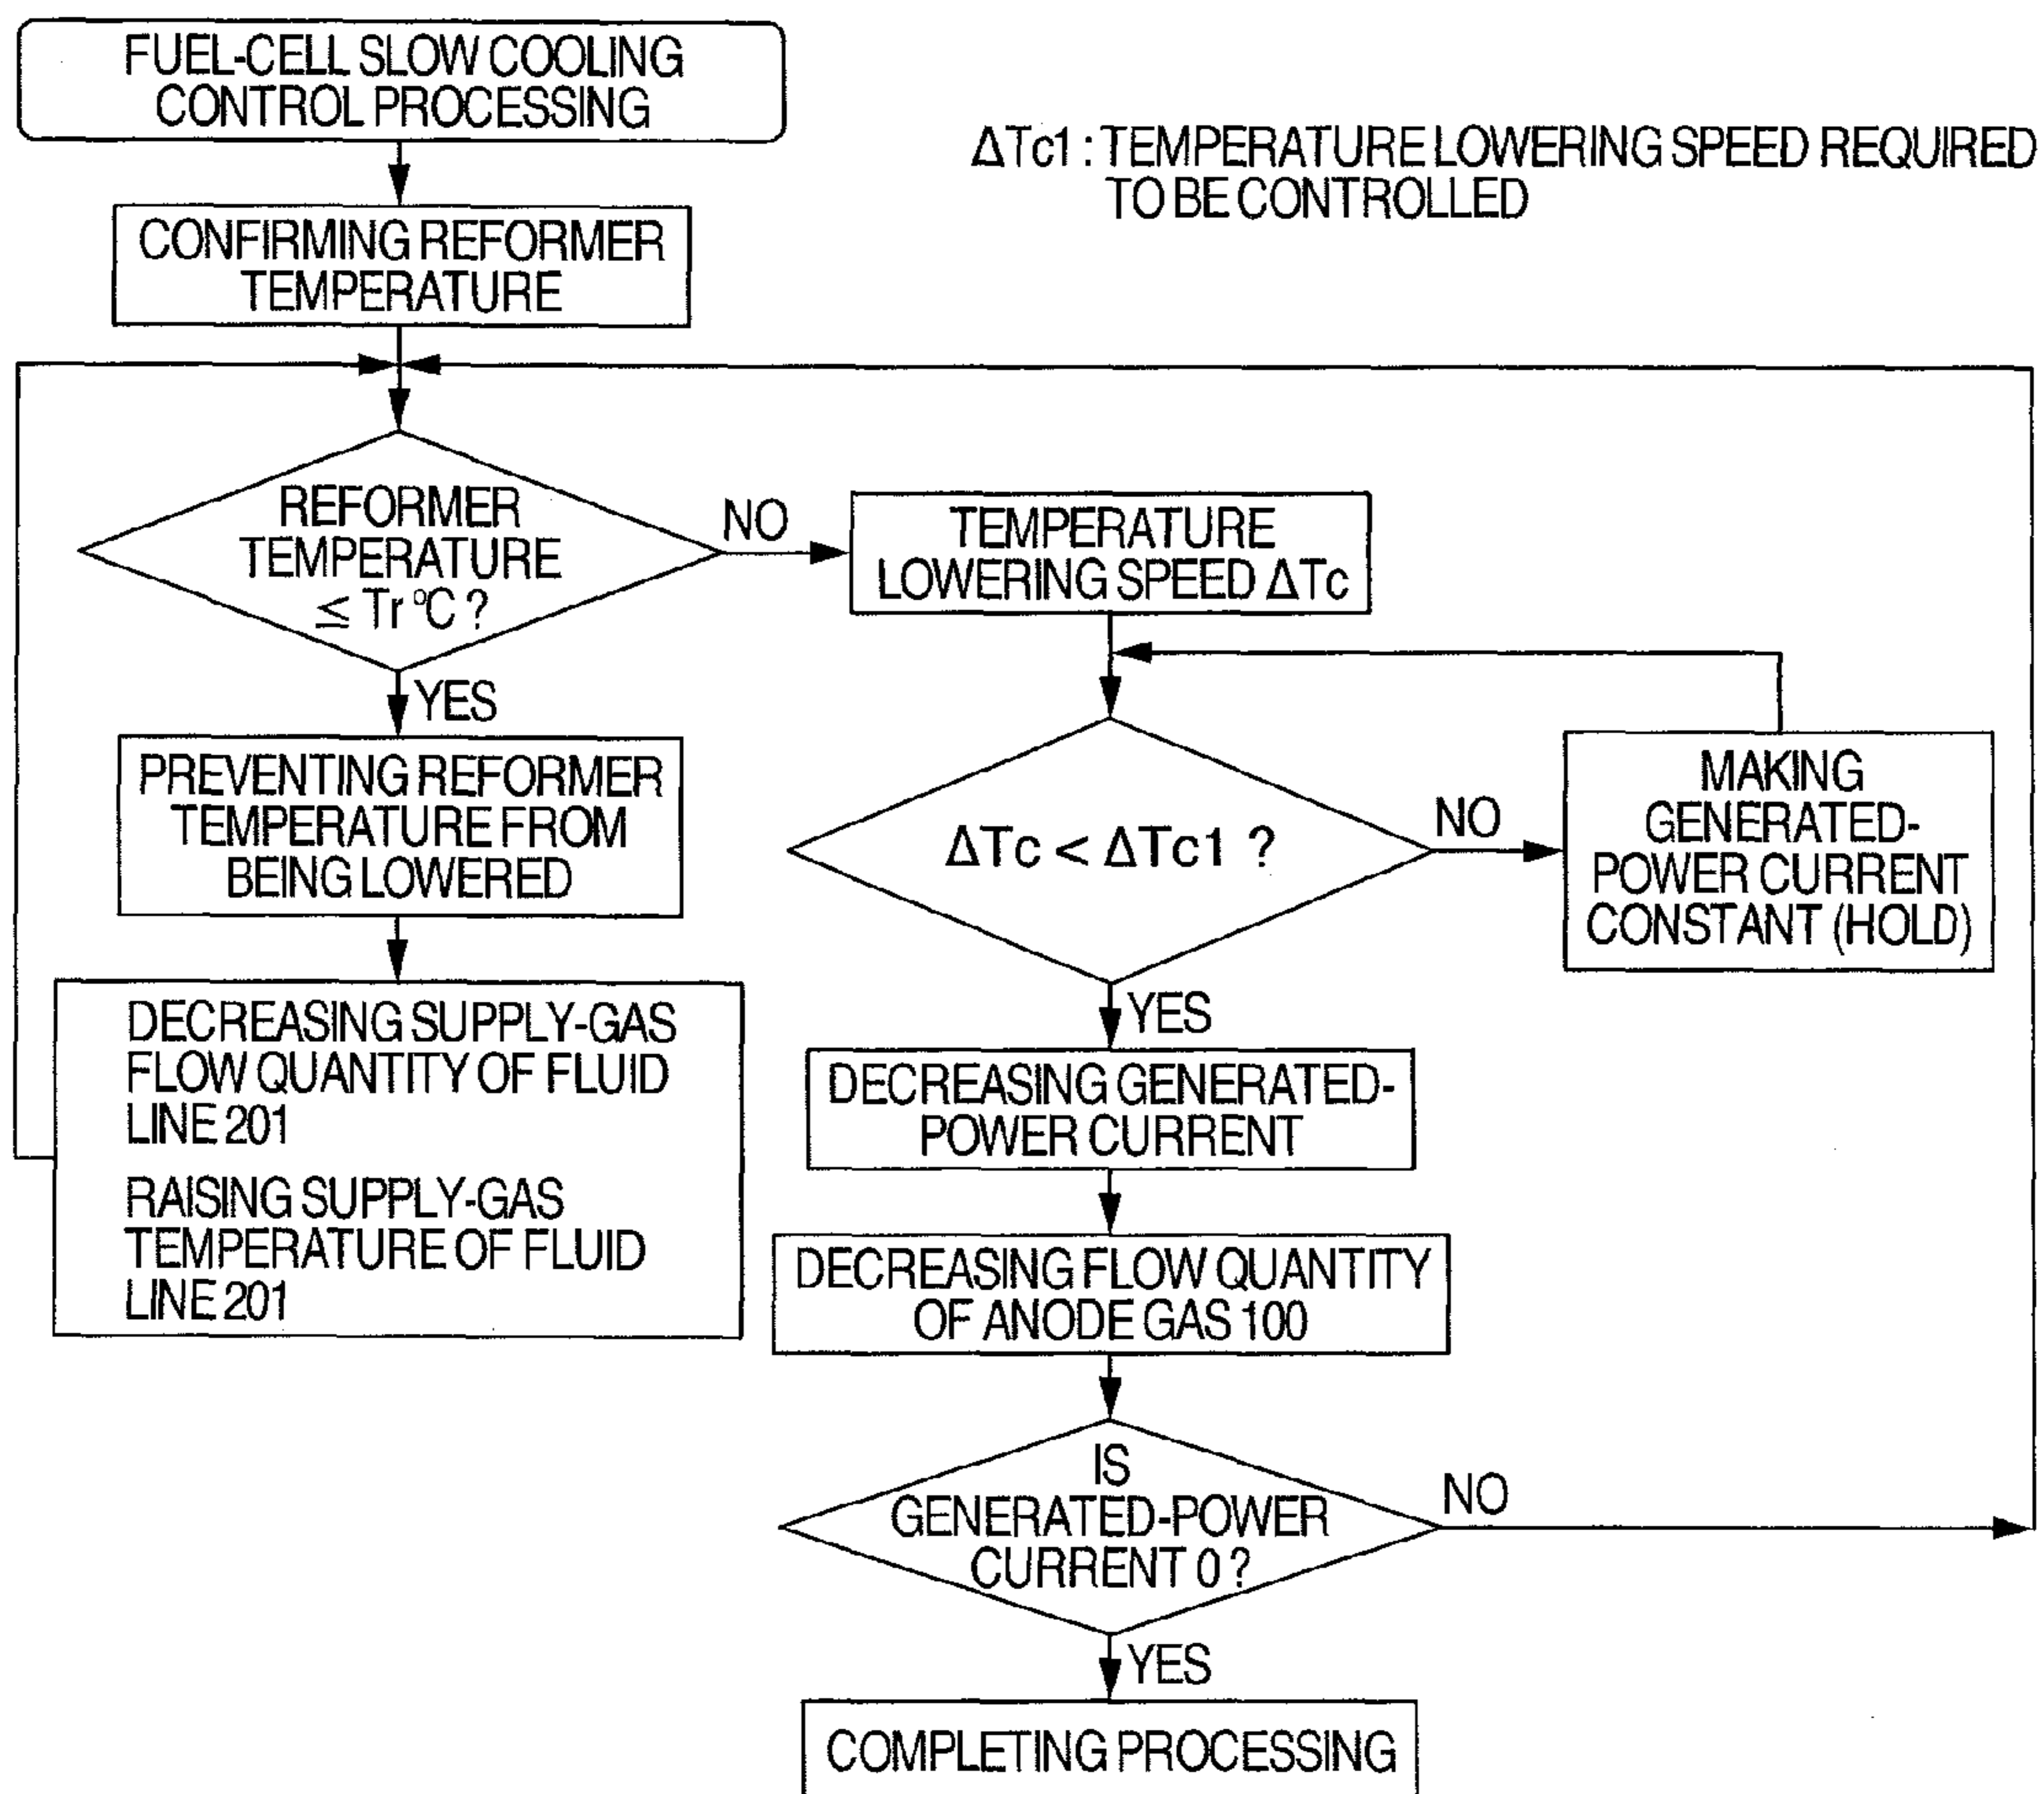 FUEL-CELL SLOW COOLING
CONTROL PROCESSING
ΔTc1 : TEMPERATURE LOWERING SPEED REQUIRED
TO BE CONTROLLED
CONFIRMING REFORMER
TEMPERATURE
REFORMER
TEMPERATURE
≤ Tr °C ?
NO
TEMPERATURE
LOWERING SPEED ΔTc
YES
PREVENTING REFORMER
TEMPERATURE FROM
BEING LOWERED
ΔTc < ΔTc1 ?
NO
MAKING
GENERATED-
POWER CURRENT
CONSTANT (HOLD)
DECREASING SUPPLY-GAS
FLOW QUANTITY OF FLUID
LINE 201
RAISING SUPPLY-GAS
TEMPERATURE OF FLUID
LINE 201
YES
DECREASING GENERATED-
POWER CURRENT
DECREASING FLOW QUANTITY
OF ANODE GAS 100
IS
GENERATED-POWER
CURRENT 0 ?
NO
YES
COMPLETING PROCESSING